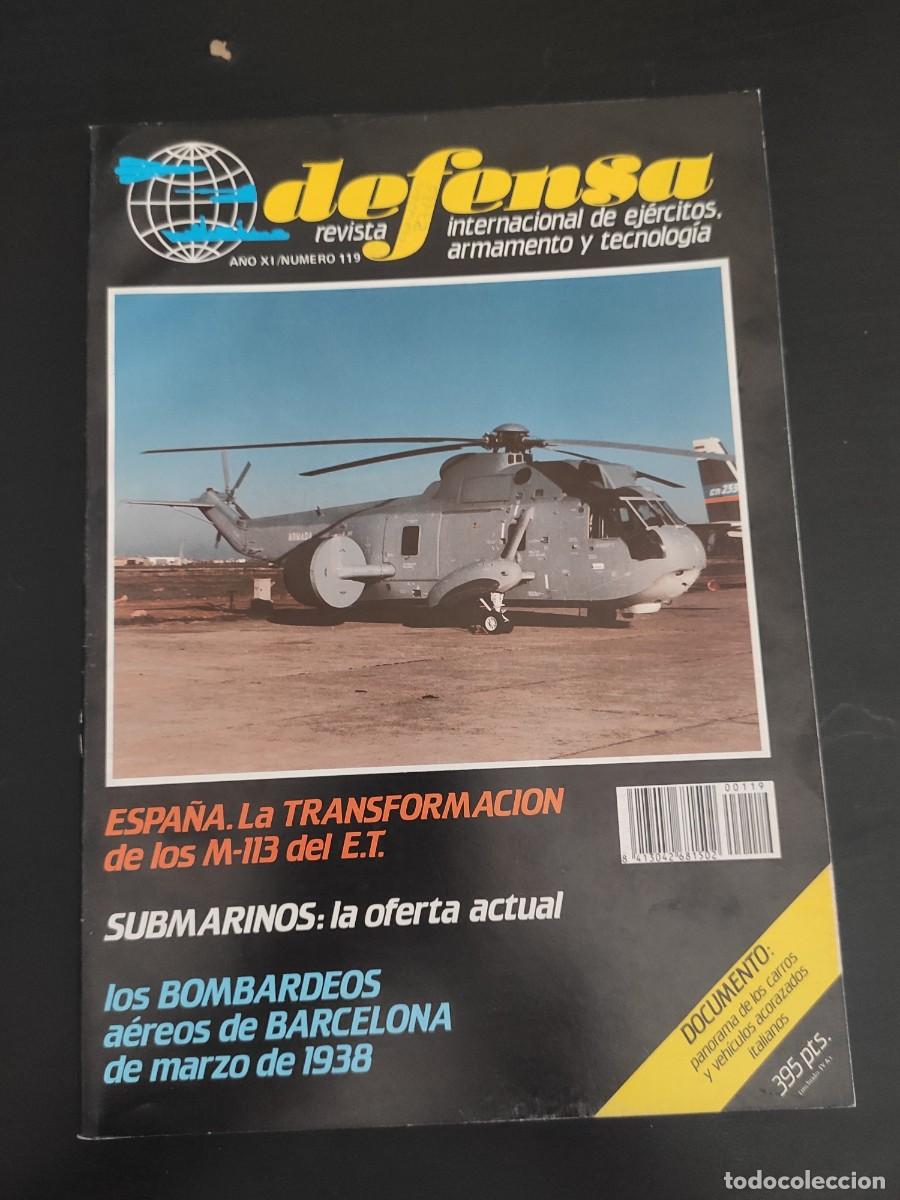 defensa
revista internacional de ejércitos,
armamento y tecnología
AÑO XI/NUMERO 119
ARMADA
ESPAÑA. La TRANSFORMACION
de los M-113 del E.T.
00119
8 413042 681502
SUBMARINOS: la oferta actual
los BOMBARDEOS
aéreos de BARCELONA
de marzo de 1938
DOCUMENTO:
panorama de los carros
y vehículos acorazados
italianos
395 pts.
(incluido IVA)
todocoleccion